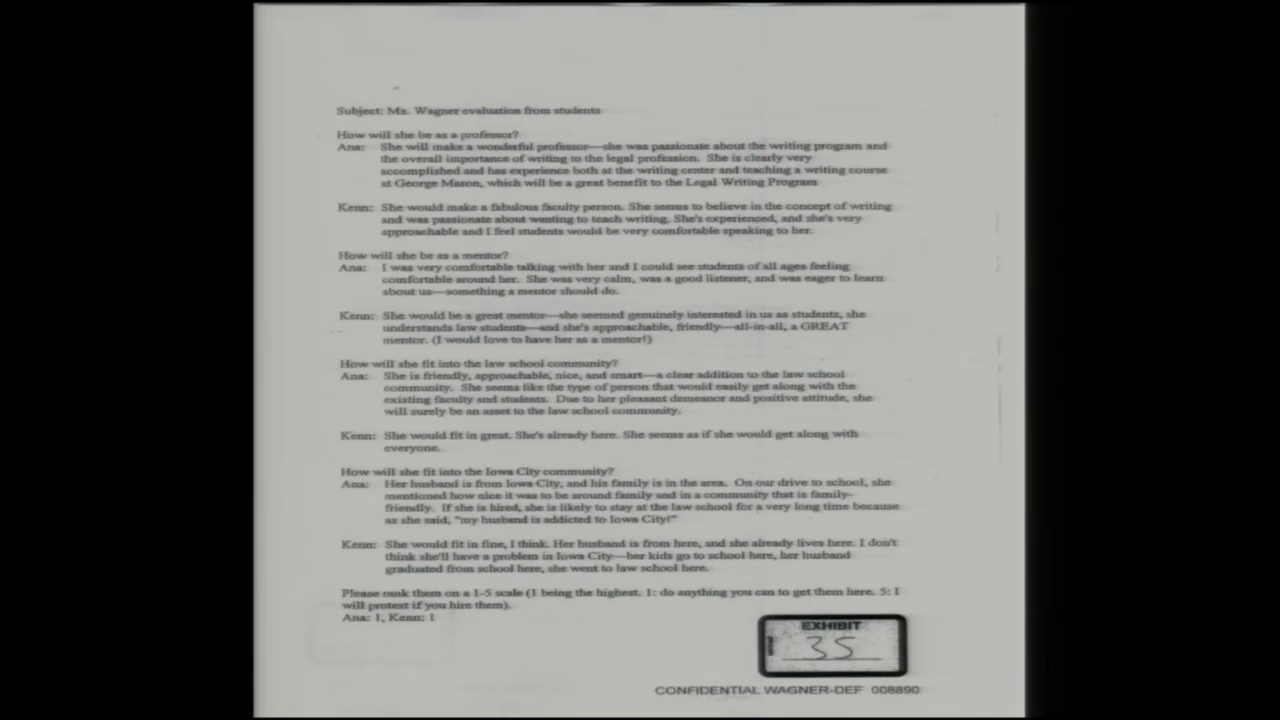 Subject: Ms. Wagner evaluation from students
How will she be as a professor?
Ana: She will make a wonderful professor—she was passionate about the writing program and
the overall importance of writing to the legal profession. She is clearly very
accomplished and has experience both at the writing center and teaching a writing course
at George Mason, which will be a great benefit to the Legal Writing Program
Kenn: She would make a fabulous faculty person. She seems to believe in the concept of writing
and was passionate about wanting to teach writing. She's experienced, and she's very
approachable and I feel students would be very comfortable speaking to her.
How will she be as a mentor?
Ana: I was very comfortable talking with her and I could see students of all ages feeling
comfortable around her. She was very calm, was a good listener, and was eager to learn
about us—something a mentor should do.
Kenn: She would be a great mentor—she seemed genuinely interested in us as students, she
understands law students—and she's approachable, friendly—all-in-all, a GREAT
mentor. (I would love to have her as a mentor!)
How will she fit into the law school community?
Ana: She is friendly, approachable, nice, and smart—a clear addition to the law school
community. She seems like the type of person that would easily get along with the
existing faculty and students. Due to her pleasant demeanor and positive attitude, she
will surely be an asset to the law school community.
Kenn: She would fit in great. She's already here. She seems as if she would get along with
everyone.
How will she fit into the Iowa City community?
Ana: Her husband is from Iowa City, and his family is in the area. On our drive to school, she
mentioned how nice it was to be around family and in a community that is family-
friendly. If she is hired, she is likely to stay at the law school for a very long time because
as she said, "my husband is addicted to Iowa City!"
Kenn: She would fit in fine, I think. Her husband is from here, and she already lives here. I don't
think she'll have a problem in Iowa City—her kids go to school here, her husband
graduated from school here, she went to law school here.
Please rank them on a 1-5 scale (1 being the highest. 1: do anything you can to get them here. 5: I
will protest if you hire them).
Ana: 1, Kenn: 1
EXHIBIT
35
CONFIDENTIAL WAGNER-DEF 008890